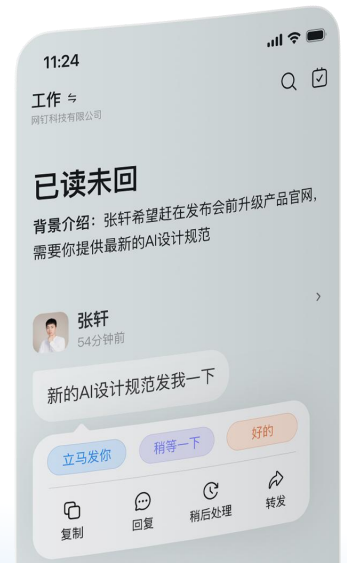 11:24
工作
网钉科技有限公司
已读未回
背景介绍：张轩希望赶在发布会前升级产品官网，
需要你提供最新的AI设计规范
张轩
54分钟前
新的AI设计规范发我一下
立马发你 稍等一下 好的
复制 回复 稍后处理 转发